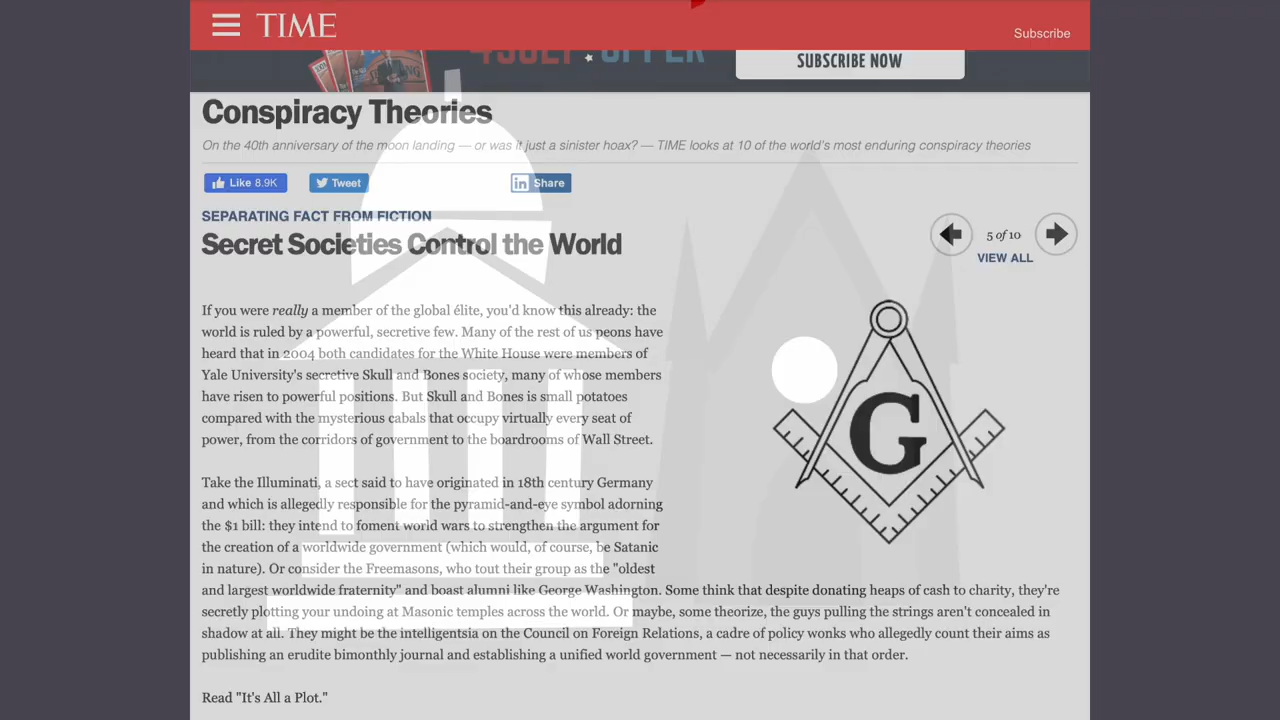 TIME
Subscribe
4 JULY OFFER
SUBSCRIBE NOW
Conspiracy Theories
On the 40th anniversary of the moon landing — or was it just a sinister hoax? — TIME looks at 10 of the world's most enduring conspiracy theories
Like 8.9K
Tweet
in Share
SEPARATING FACT FROM FICTION
Secret Societies Control the World
5 of 10
VIEW ALL
If you were really a member of the global élite, you'd know this already: the
world is ruled by a powerful, secretive few. Many of the rest of us peons have
heard that in 2004 both candidates for the White House were members of
Yale University's secretive Skull and Bones society, many of whose members
have risen to powerful positions. But Skull and Bones is small potatoes
compared with the mysterious cabals that occupy virtually every seat of
power, from the corridors of government to the boardrooms of Wall Street.
G
Take the Illuminati, a sect said to have originated in 18th century Germany
and which is allegedly responsible for the pyramid-and-eye symbol adorning
the $1 bill: they intend to foment world wars to strengthen the argument for
the creation of a worldwide government (which would, of course, be Satanic
in nature). Or consider the Freemasons, who tout their group as the "oldest
and largest worldwide fraternity" and boast alumni like George Washington. Some think that despite donating heaps of cash to charity, they're
secretly plotting your undoing at Masonic temples across the world. Or maybe, some theorize, the guys pulling the strings aren't concealed in
shadow at all. They might be the intelligentsia on the Council on Foreign Relations, a cadre of policy wonks who allegedly count their aims as
publishing an erudite bimonthly journal and establishing a unified world government — not necessarily in that order.
Read "It's All a Plot."